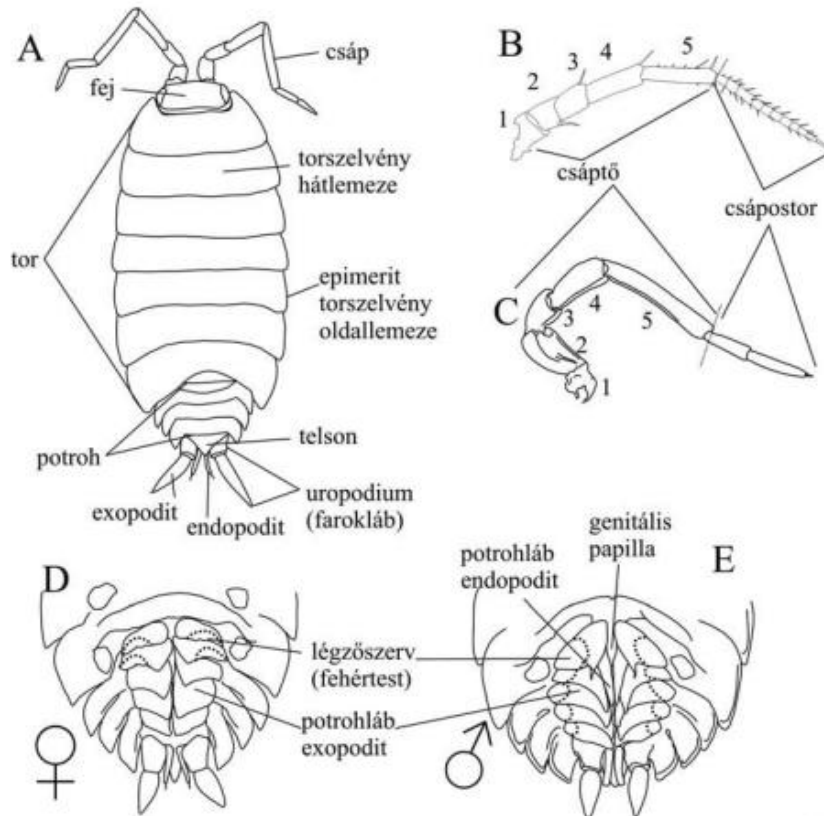 A
csáp
fej
torszelvény
hátlemeze
tor
epimerit
torszelvény
oldallemeze
potroh
telson
exopodit
endopodit
uropodium
(farokláb)
B
1
2
3
4
5
csáptő
csápostor
C
1
2
3
4
5
D
légzőszerv
(fehértest)
potrohláb
exopodit
♀
E
genitális
papilla
potrohláb
endopodit
♂